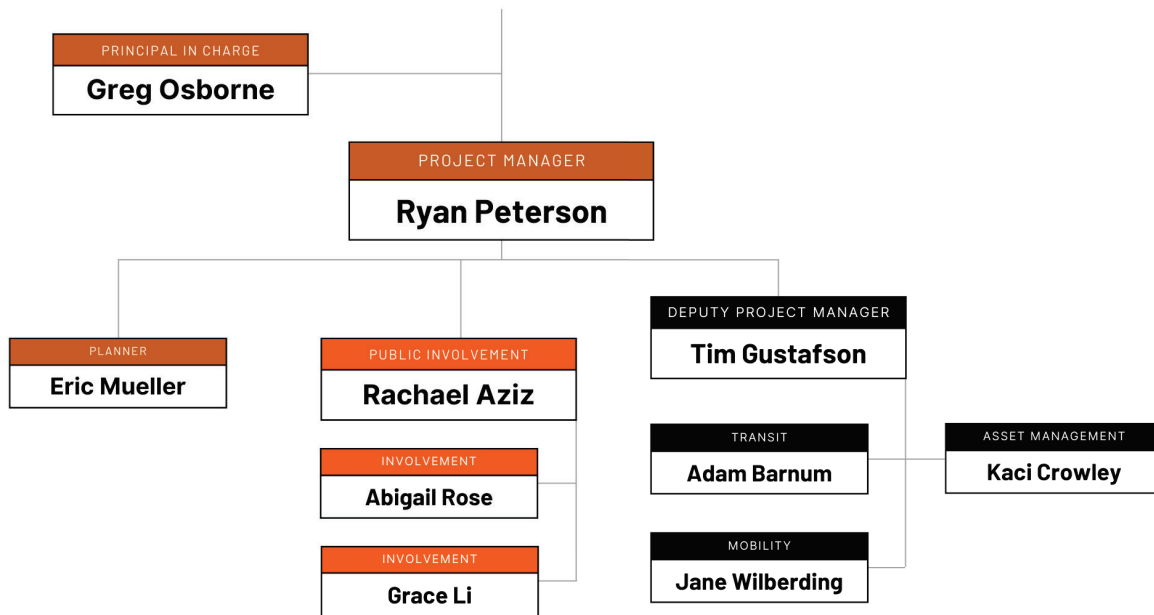 PRINCIPAL IN CHARGE
Greg Osborne
PROJECT MANAGER
Ryan Peterson
PLANNER
Eric Mueller
PUBLIC INVOLVEMENT
Rachael Aziz
INVOLVEMENT
Abigail Rose
INVOLVEMENT
Grace Li
DEPUTY PROJECT MANAGER
Tim Gustafson
TRANSIT
Adam Barnum
ASSET MANAGEMENT
Kaci Crowley
MOBILITY
Jane Wilberding